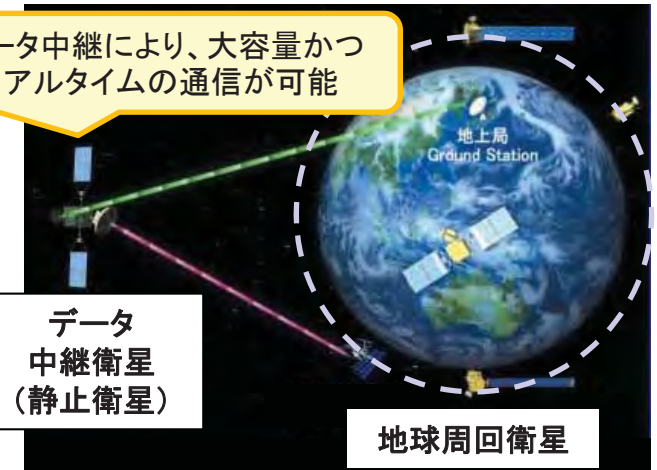 ータ中継により、大容量かつ
アルタイムの通信が可能
地上局
Ground Station
データ
中継衛星
（静止衛星）
地球周回衛星